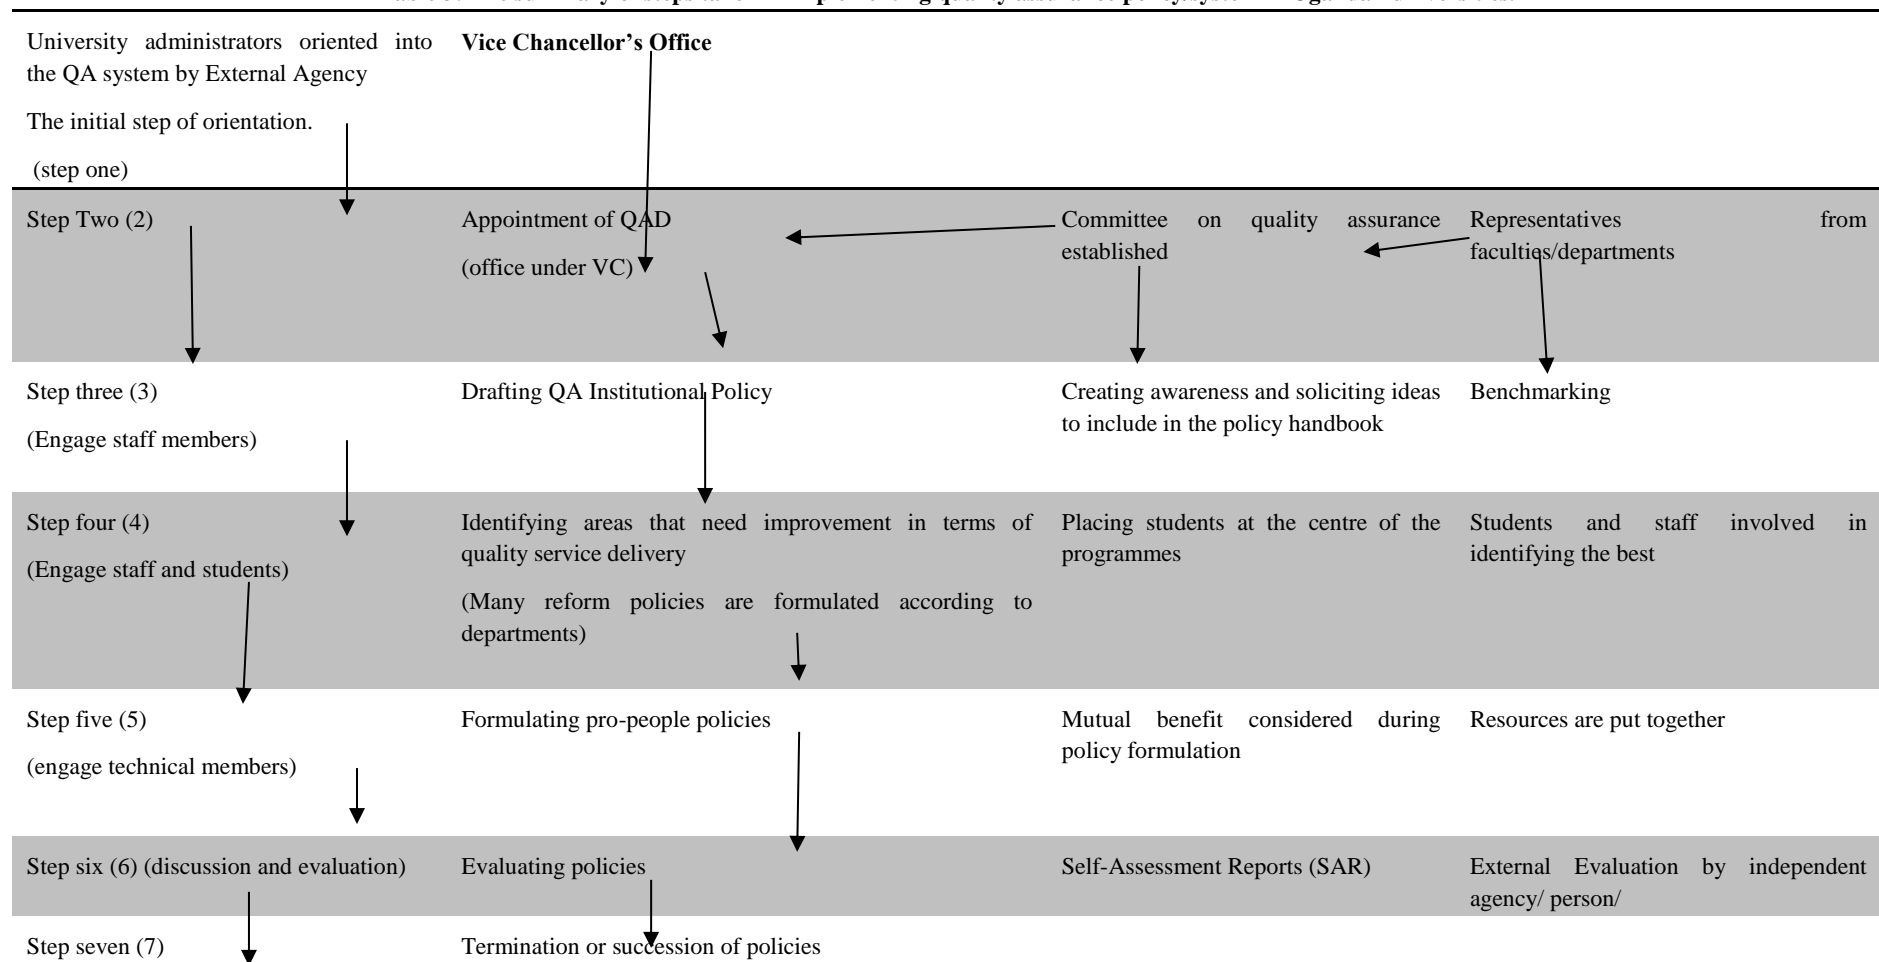 University administrators oriented into
the QA system by External Agency
The initial step of orientation.
(step one)
Vice Chancellor's Office
Step Two (2)
Appointment of QAD
(office under VC)
Committee on quality assurance
established
Representatives from
faculties/departments
Step three (3)
(Engage staff members)
Drafting QA Institutional Policy
Creating awareness and soliciting ideas
to include in the policy handbook
Benchmarking
Step four (4)
(Engage staff and students)
Identifying areas that need improvement in terms of
quality service delivery
(Many reform policies are formulated according to
departments)
Placing students at the centre of the
programmes
Students and staff involved in
identifying the best
Step five (5)
(engage technical members)
Formulating pro-people policies
Mutual benefit considered during
policy formulation
Resources are put together
Step six (6) (discussion and evaluation)
Evaluating policies
Self-Assessment Reports (SAR)
External Evaluation by independent
agency/ person/
Step seven (7)
Termination or succession of policies